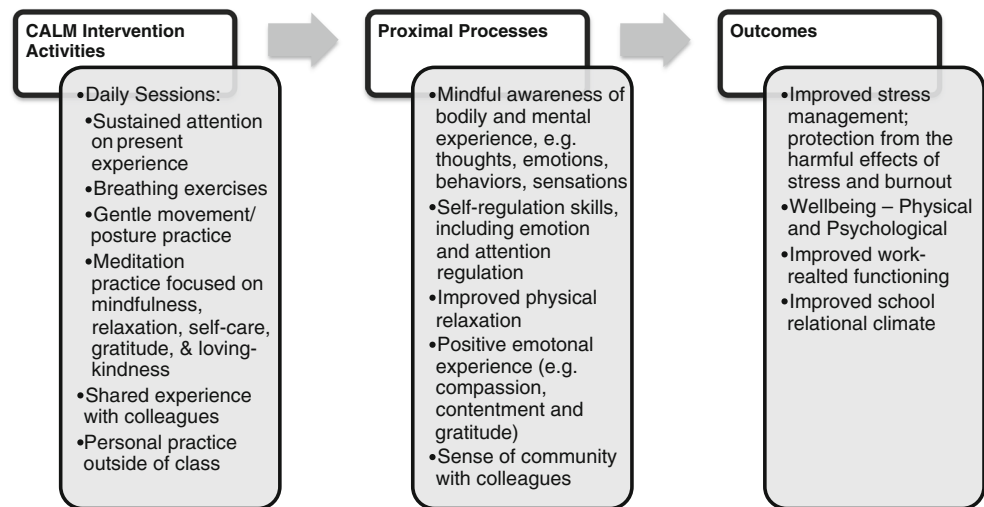 CALM Intervention
Activities
•Daily Sessions:
•Sustained attention
on present
experience
•Breathing exercises
•Gentle movement/
posture practice
•Meditation
practice focused on
mindfulness,
relaxation, self-care,
gratitude, & loving-
kindness
•Shared experience
with colleagues
•Personal practice
outside of class
Proximal Processes
•Mindful awareness of
bodily and mental
experience, e.g.
thoughts, emotions,
behaviors, sensations
•Self-regulation skills,
including emotion
and attention
regulation
•Improved physical
relaxation
•Positive emotonal
experience (e.g.
compassion,
contentment and
gratitude)
•Sense of community
with colleagues
Outcomes
•Improved stress
management;
protection from the
harmful effects of
stress and burnout
•Wellbeing – Physical
and Psychological
•Improved work-
realted functioning
•Improved school
relational climate